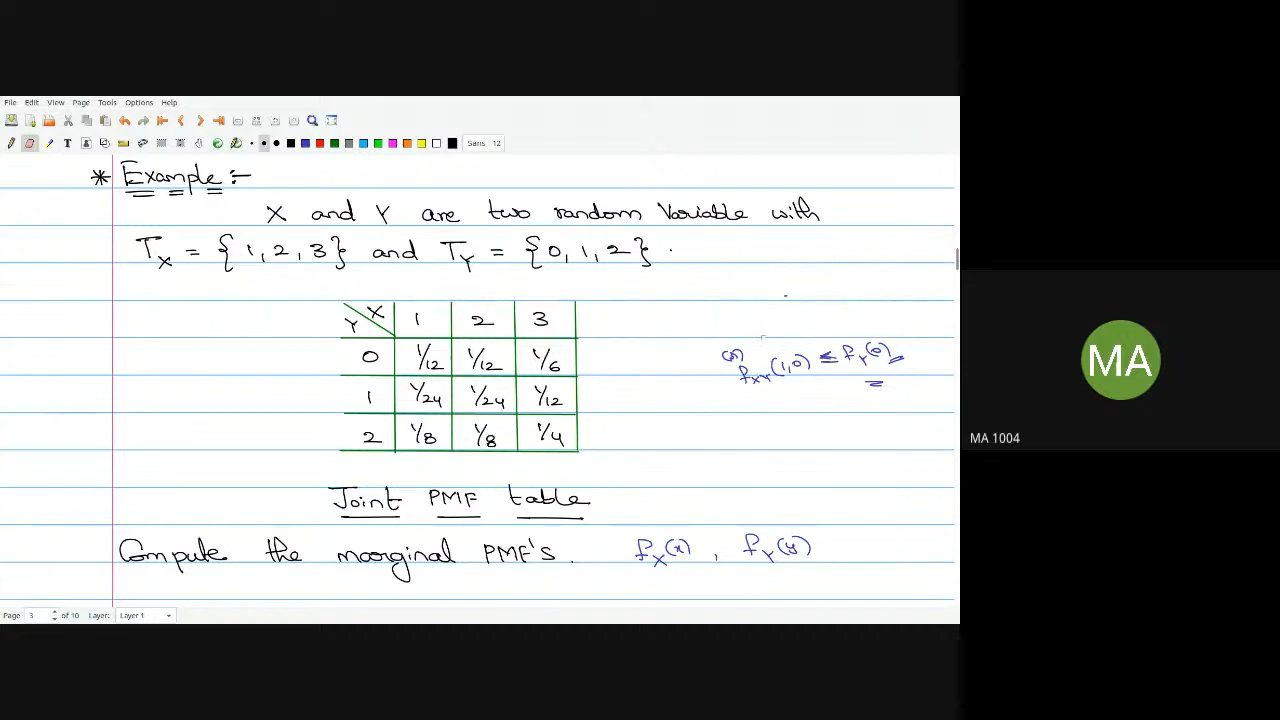 File Edit View Page Tools Options Help
Sans 12
* Example :-
X and Y are two random Variable with
T_X = {1, 2, 3} and T_Y = {0, 1, 2} .
Y X 1 2 3
0 1/12 1/12 1/6
1 1/24 1/24 1/12
2 1/8 1/8 1/4
f_XY(1,0) ≤ f_Y(0)
Joint PMF table
Compute the marginal PMF's. f_X(x) , f_Y(y)
MA
MA 1004
Page 3 of 10 Layer: Layer 1